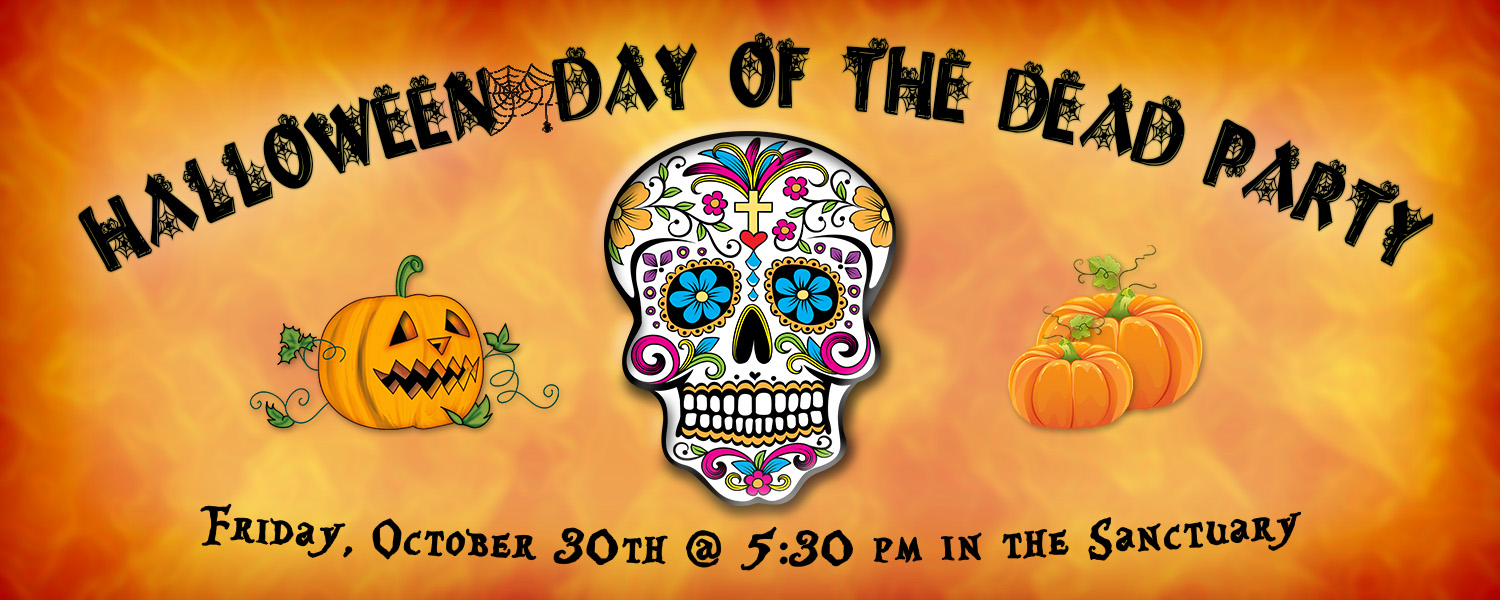 HALLOWEEN DAY OF THE DEAD PARTY
Friday, October 30th @ 5:30 pm in the Sanctuary